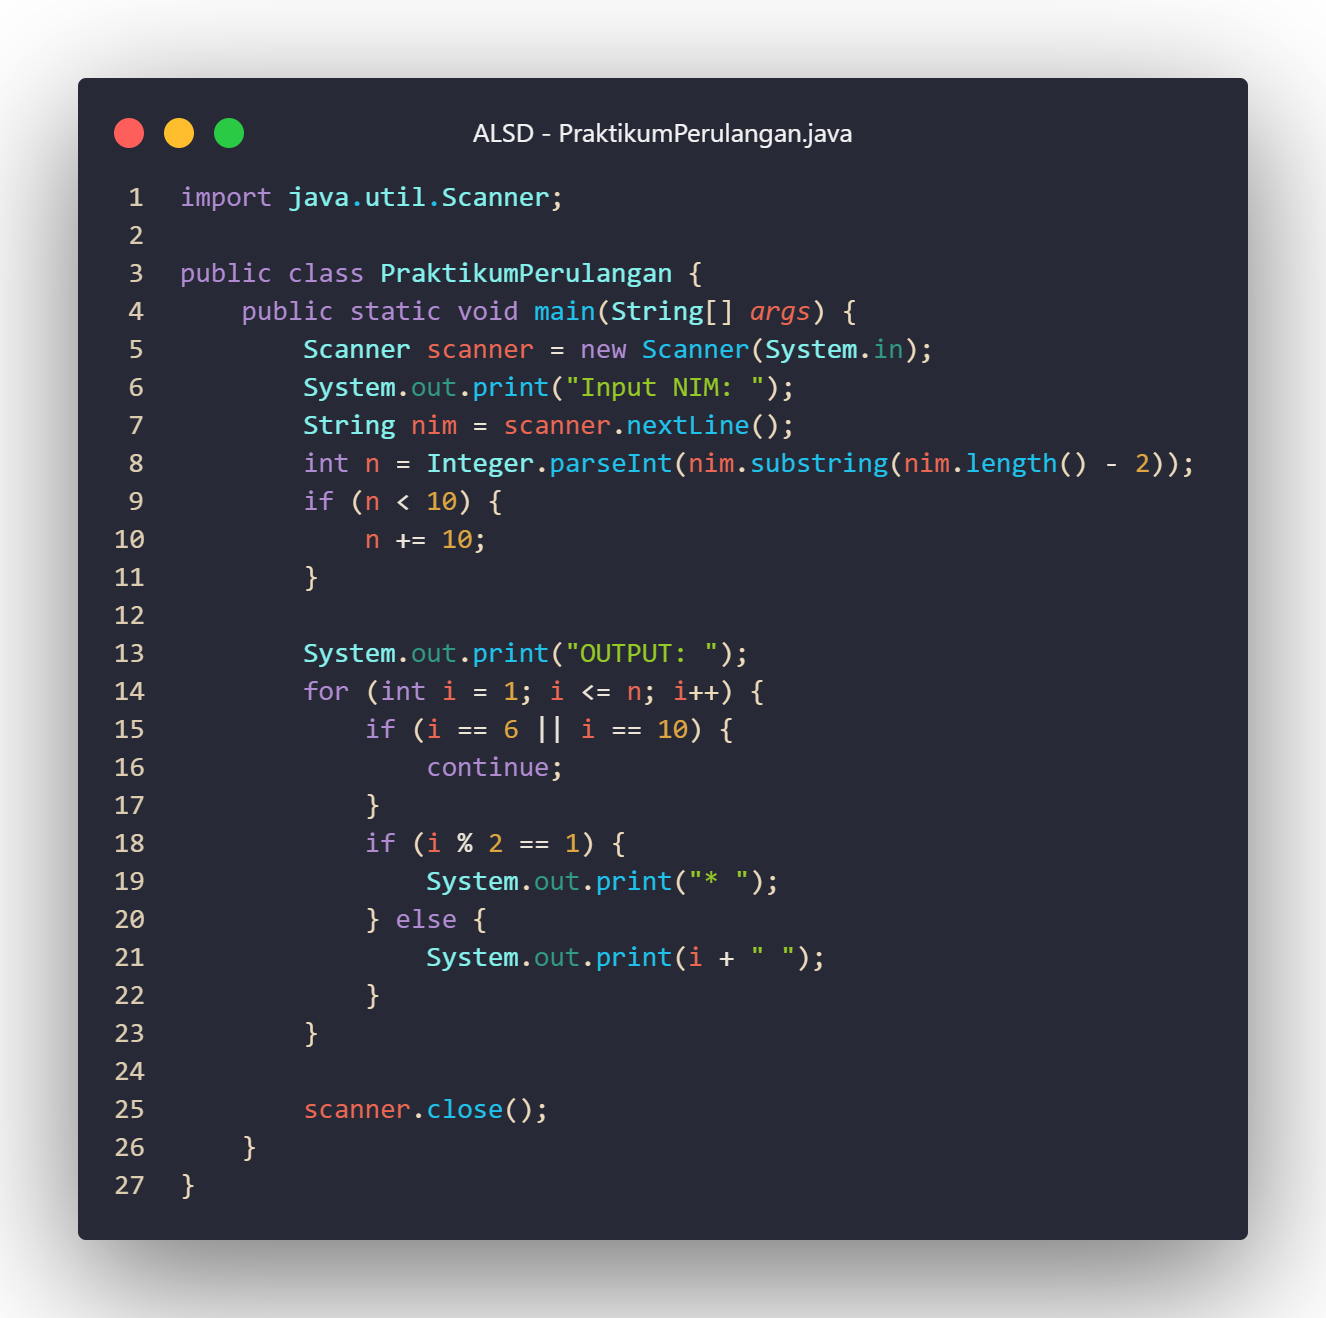 ALSD - PraktikumPerulangan.java
1 import java.util.Scanner;
2
3 public class PraktikumPerulangan {
4     public static void main(String[] args) {
5         Scanner scanner = new Scanner(System.in);
6         System.out.print("Input NIM: ");
7         String nim = scanner.nextLine();
8         int n = Integer.parseInt(nim.substring(nim.length() - 2));
9         if (n < 10) {
10             n += 10;
11         }
12
13         System.out.print("OUTPUT: ");
14         for (int i = 1; i <= n; i++) {
15             if (i == 6 || i == 10) {
16                 continue;
17             }
18             if (i % 2 == 1) {
19                 System.out.print("* ");
20             } else {
21                 System.out.print(i + " ");
22             }
23         }
24
25         scanner.close();
26     }
27 }